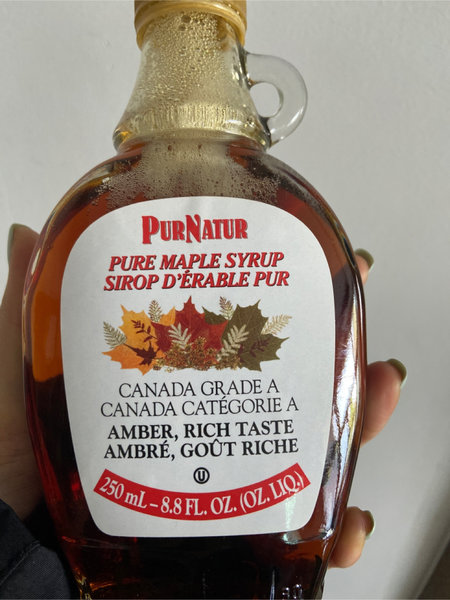 PURNATUR
PURE MAPLE SYRUP
SIROP D'ÉRABLE PUR
CANADA GRADE A
CANADA CATÉGORIE A
AMBER, RICH TASTE
AMBRÉ, GOÛT RICHE
U
250 mL – 8.8 FL. OZ. (OZ. LIQ.)